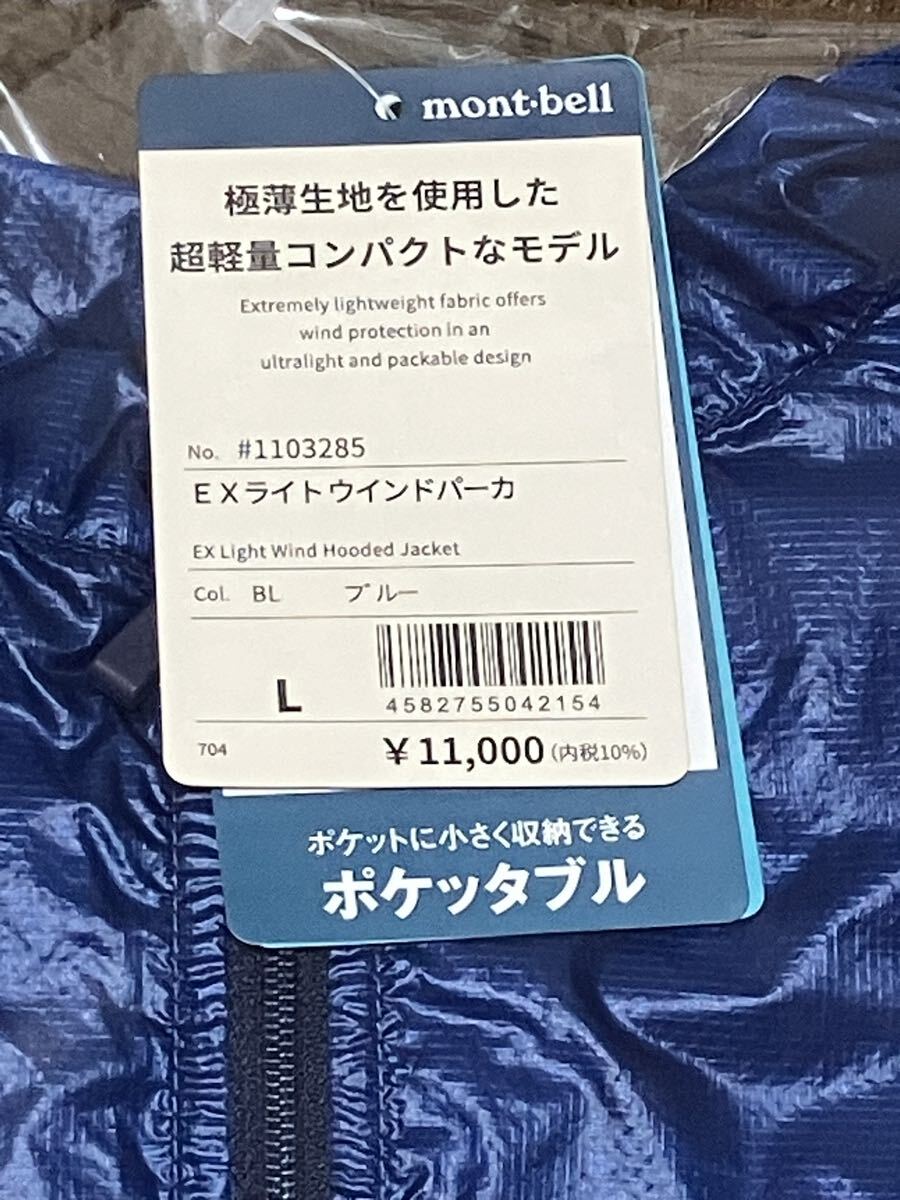 mont·bell
極薄生地を使用した
超軽量コンパクトなモデル
Extremely lightweight fabric offers
wind protection in an
ultralight and packable design
No. #1103285
ＥＸライトウインドパーカ
EX Light Wind Hooded Jacket
Col. BL ブルー
L
4582755042154
704 ￥11,000(内税10%)
ポケットに小さく収納できる
ポケッタブル